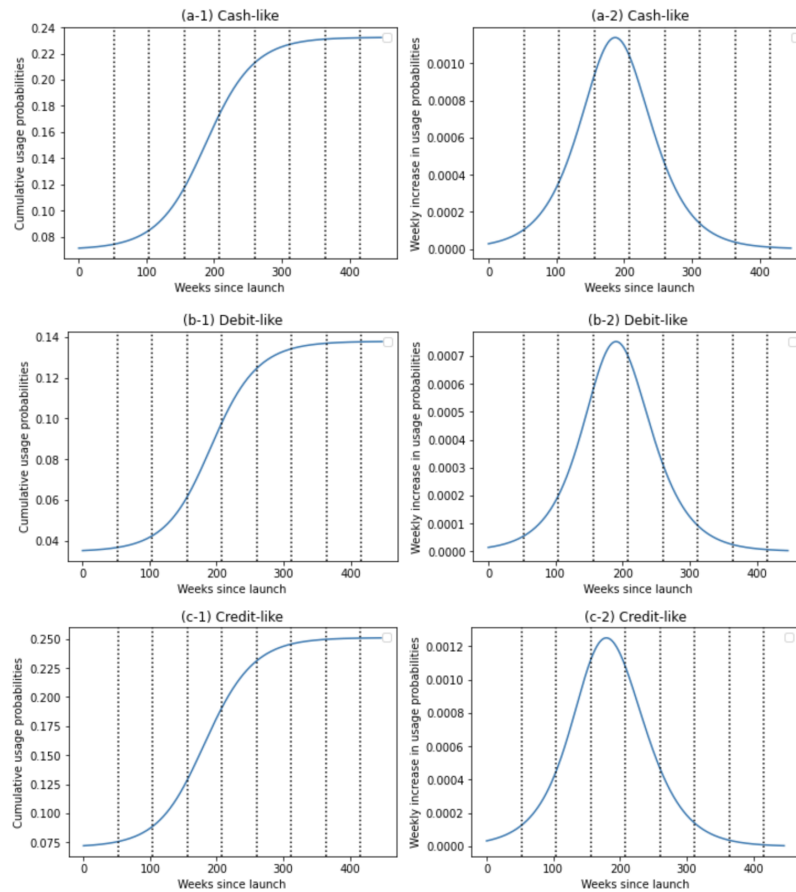 (a-1) Cash-like
Cumulative usage probabilities
0.24
0.22
0.20
0.18
0.16
0.14
0.12
0.10
0.08
0 100 200 300 400
Weeks since launch
(a-2) Cash-like
Weekly increase in usage probabilities
0.0010
0.0008
0.0006
0.0004
0.0002
0.0000
0 100 200 300 400
Weeks since launch
(b-1) Debit-like
Cumulative usage probabilities
0.14
0.12
0.10
0.08
0.06
0.04
0 100 200 300 400
Weeks since launch
(b-2) Debit-like
Weekly increase in usage probabilities
0.0007
0.0006
0.0005
0.0004
0.0003
0.0002
0.0001
0.0000
0 100 200 300 400
Weeks since launch
(c-1) Credit-like
Cumulative usage probabilities
0.250
0.225
0.200
0.175
0.150
0.125
0.100
0.075
0 100 200 300 400
Weeks since launch
(c-2) Credit-like
Weekly increase in usage probabilities
0.0012
0.0010
0.0008
0.0006
0.0004
0.0002
0.0000
0 100 200 300 400
Weeks since launch